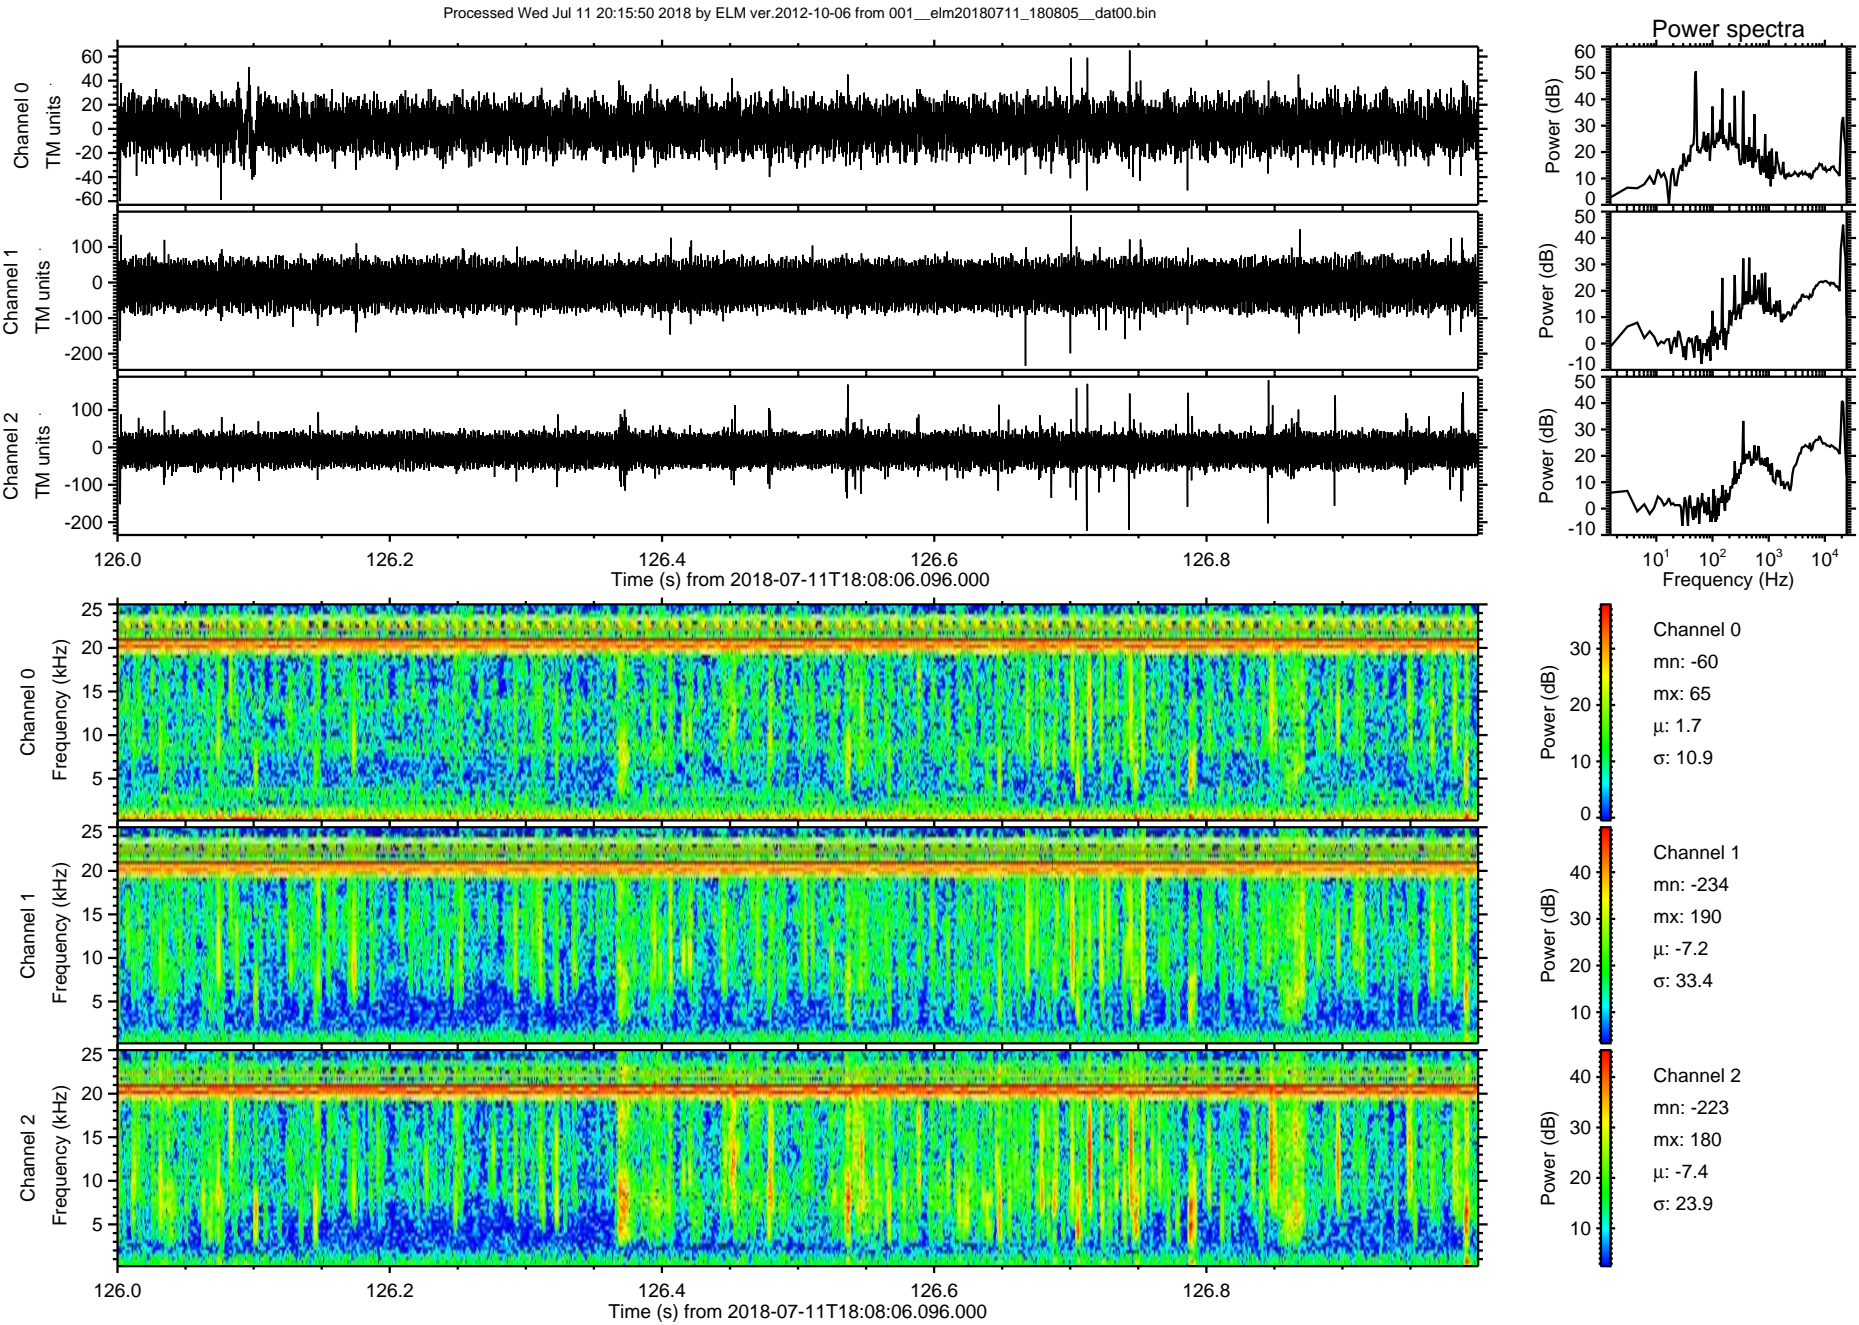 Processed Wed Jul 11 20:15:50 2018 by ELM ver.2012-10-06 from 001__elm20180711_180805__dat00.bin
Power spectra
Channel 0
TM units
60
40
20
0
-20
-40
-60
Power (dB)
60
50
40
30
20
10
0
Channel 1
TM units
100
0
-100
-200
Power (dB)
50
40
30
20
10
0
-10
Channel 2
TM units
100
0
-100
-200
Power (dB)
50
40
30
20
10
0
-10
126.0 126.2 126.4 126.6 126.8
Time (s) from 2018-07-11T18:08:06.096.000
10¹ 10² 10³ 10⁴
Frequency (Hz)
Channel 0
Frequency (kHz)
25
20
15
10
5
Power (dB)
30
20
10
0
Channel 0
mn: -60
mx: 65
μ: 1.7
σ: 10.9
Channel 1
Frequency (kHz)
25
20
15
10
5
Power (dB)
40
30
20
10
Channel 1
mn: -234
mx: 190
μ: -7.2
σ: 33.4
Channel 2
Frequency (kHz)
25
20
15
10
5
Power (dB)
40
30
20
10
Channel 2
mn: -223
mx: 180
μ: -7.4
σ: 23.9
126.0 126.2 126.4 126.6 126.8
Time (s) from 2018-07-11T18:08:06.096.000